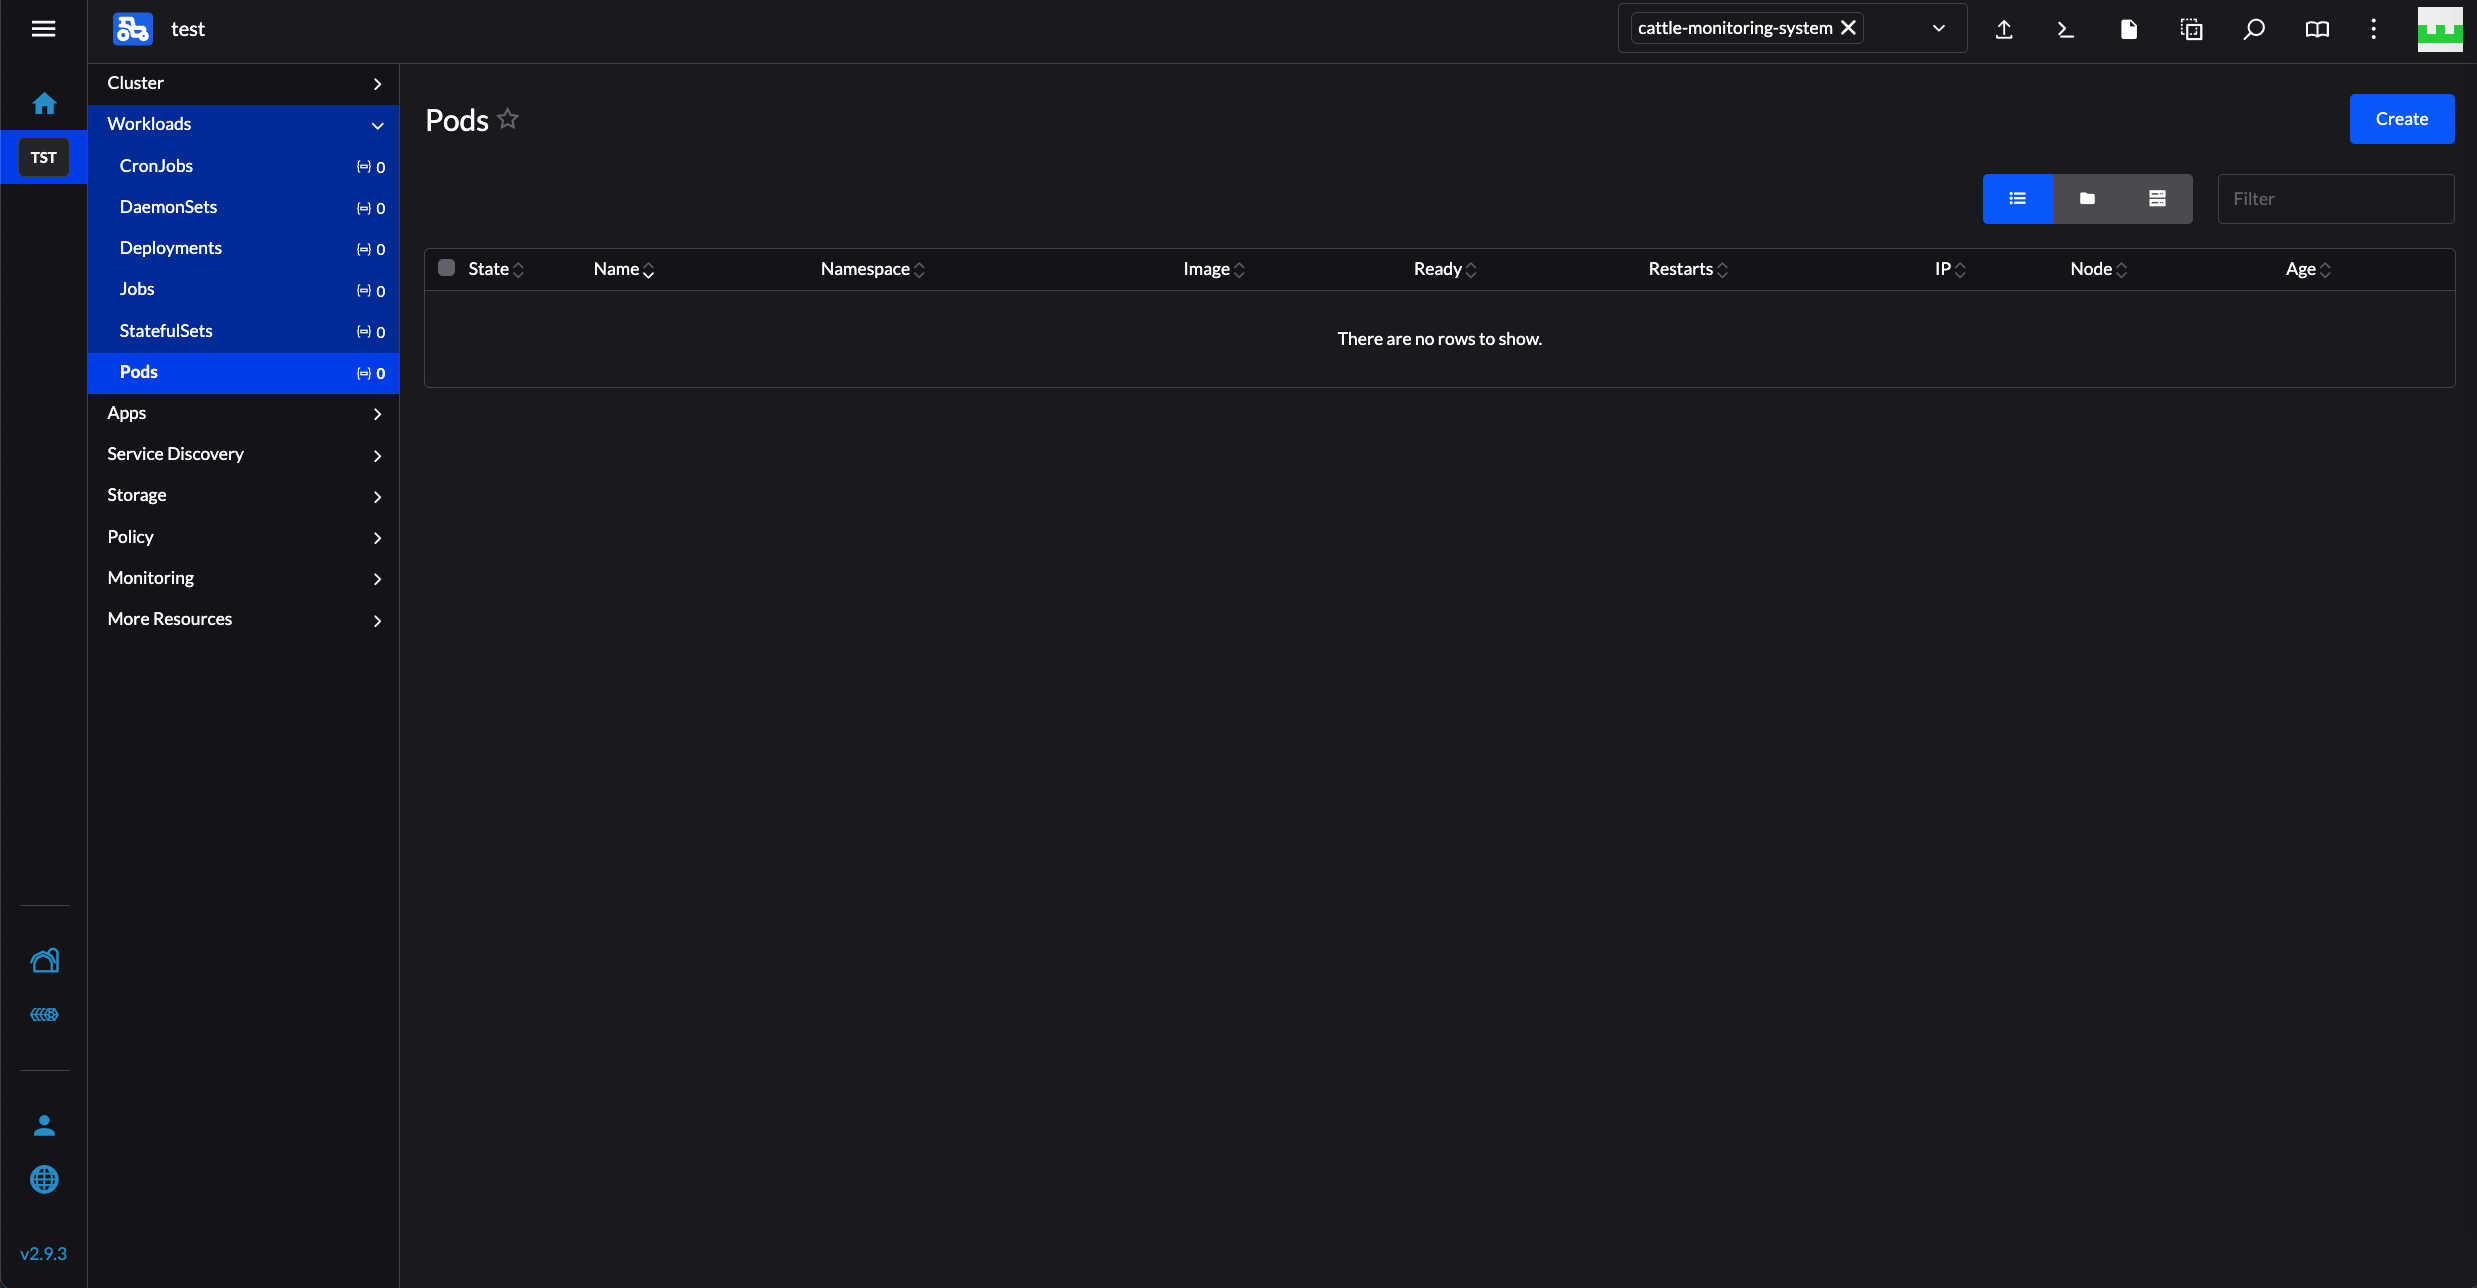 test
cattle-monitoring-system
TST
Cluster
Workloads
CronJobs 0
DaemonSets 0
Deployments 0
Jobs 0
StatefulSets 0
Pods 0
Apps
Service Discovery
Storage
Policy
Monitoring
More Resources
v2.9.3
Pods
Create
Filter
State Name Namespace Image Ready Restarts IP Node Age
There are no rows to show.